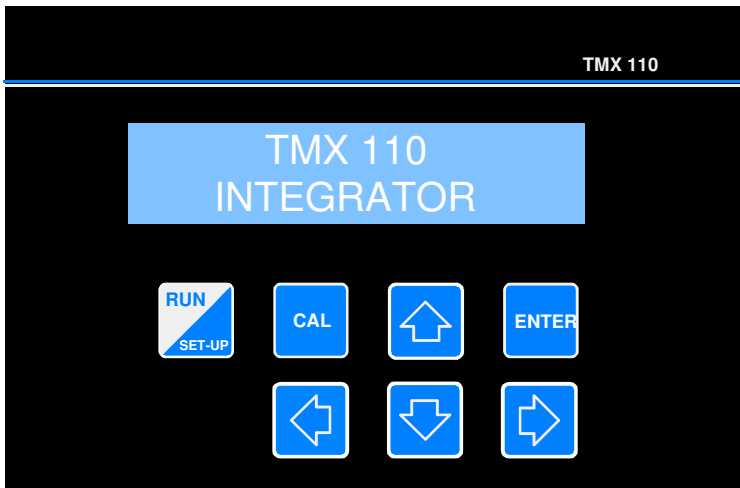 TMX 110
TMX 110
INTEGRATOR
RUN
SET-UP
CAL
ENTER